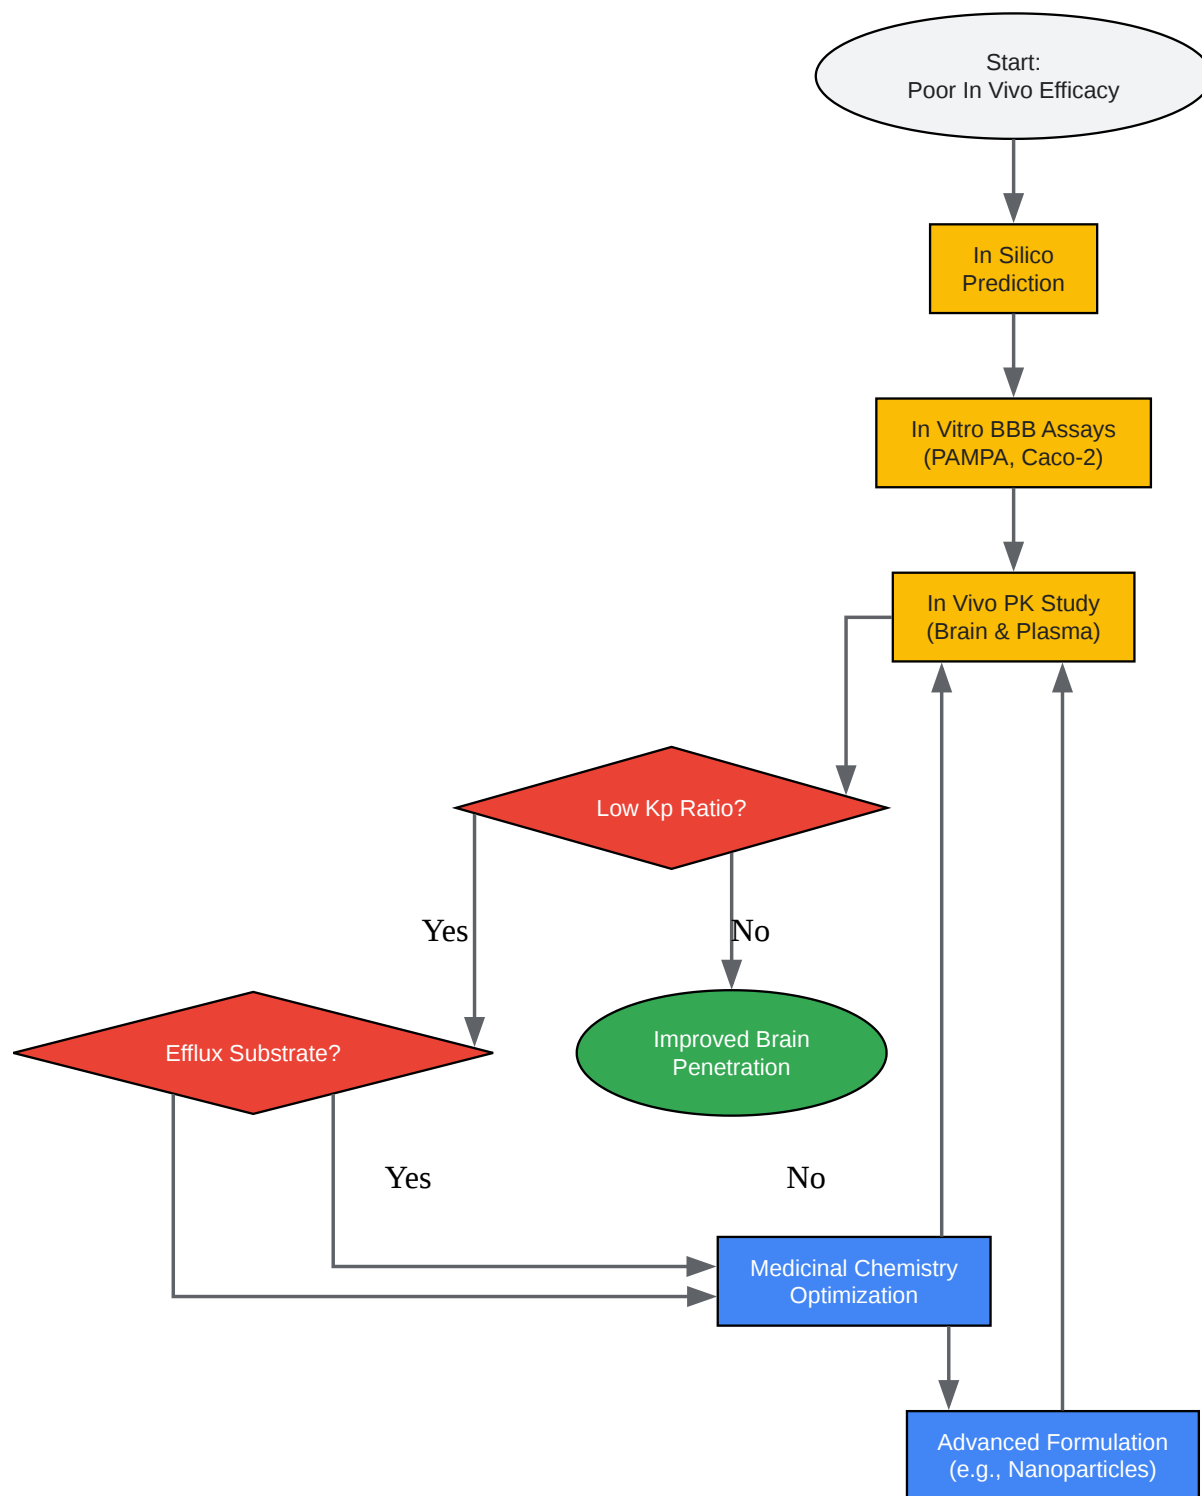 Start:
Poor In Vivo Efficacy
In Silico
Prediction
In Vitro BBB Assays
(PAMPA, Caco-2)
In Vivo PK Study
(Brain & Plasma)
Low Kp Ratio?
Yes
No
Efflux Substrate?
Improved Brain
Penetration
Yes
No
Medicinal Chemistry
Optimization
Advanced Formulation
(e.g., Nanoparticles)